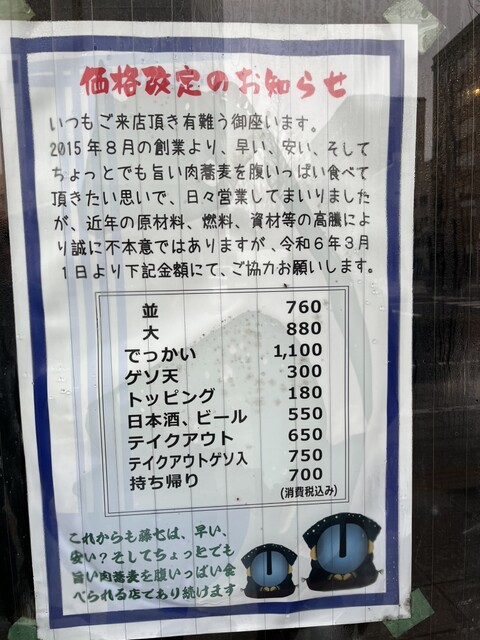 価格改定のお知らせ
いつもご来店頂き有難う御座います。
2015年8月の創業より、早い、安い、そして
ちょっとでも旨い肉蕎麦を腹いっぱい食べて
頂きたい思いで、日々営業してまいりました
が、近年の原材料、燃料、資材等の高騰によ
り誠に不本意ではありますが、令和6年3月
1日より下記金額にて、ご協力お願いします。
並 760
大 880
でっかい 1,100
ゲソ天 300
トッピング 180
日本酒、ビール 550
テイクアウト 650
テイクアウトゲソ入 750
持ち帰り 700
(消費税込み)
これからも藤七は、早い、
安い?そしてちょっとでも
旨い肉蕎麦を腹いっぱい食
べられる店であり続けます